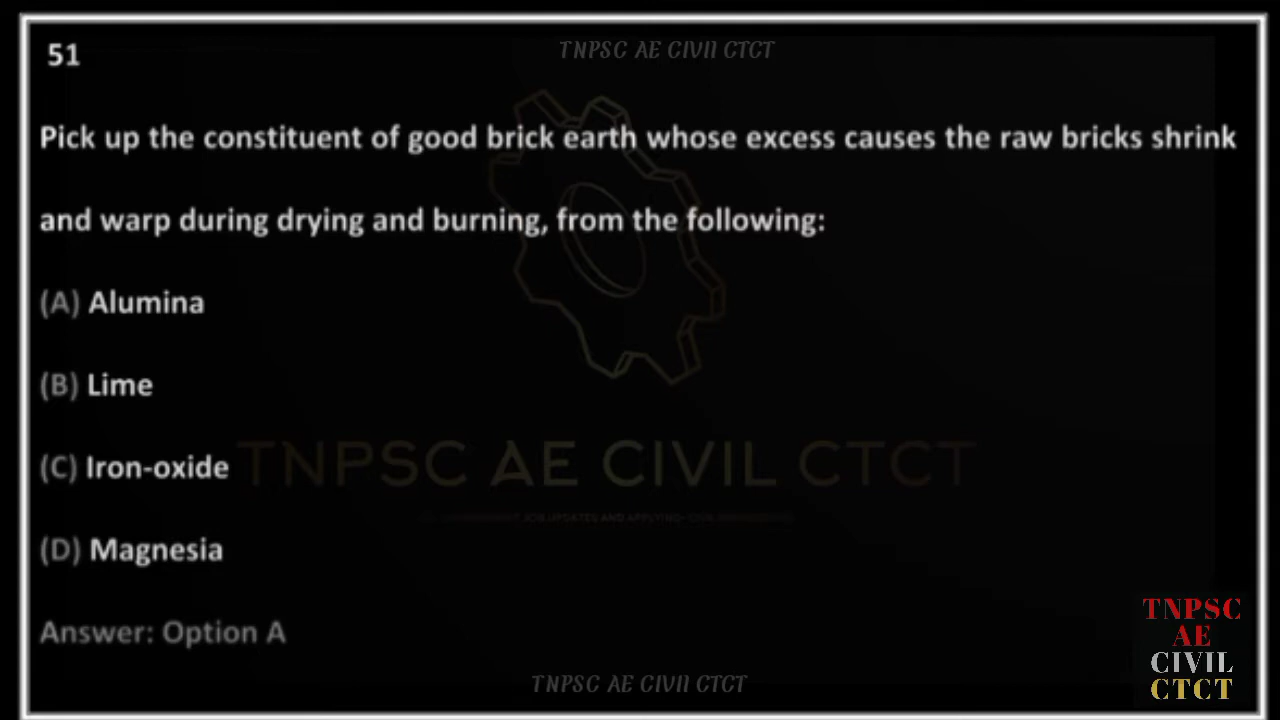 TNPSC AE CIVIl CTCT
51
Pick up the constituent of good brick earth whose excess causes the raw bricks shrink
and warp during drying and burning, from the following:
(A) Alumina
(B) Lime
(C) Iron-oxide
TNPSC AE CIVIL CTCT
(D) Magnesia
Answer: Option A
TNPSC
AE
CIVIL
CTCT
TNPSC AE CIVIl CTCT